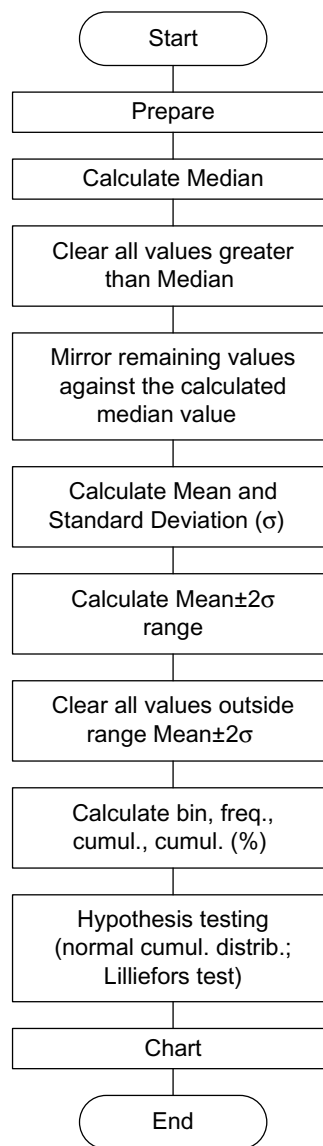 Start
Prepare
Calculate Median
Clear all values greater
than Median
Mirror remaining values
against the calculated
median value
Calculate Mean and
Standard Deviation (σ)
Calculate Mean±2σ
range
Clear all values outside
range Mean±2σ
Calculate bin, freq.,
cumul., cumul. (%)
Hypothesis testing
(normal cumul. distrib.;
Lilliefors test)
Chart
End